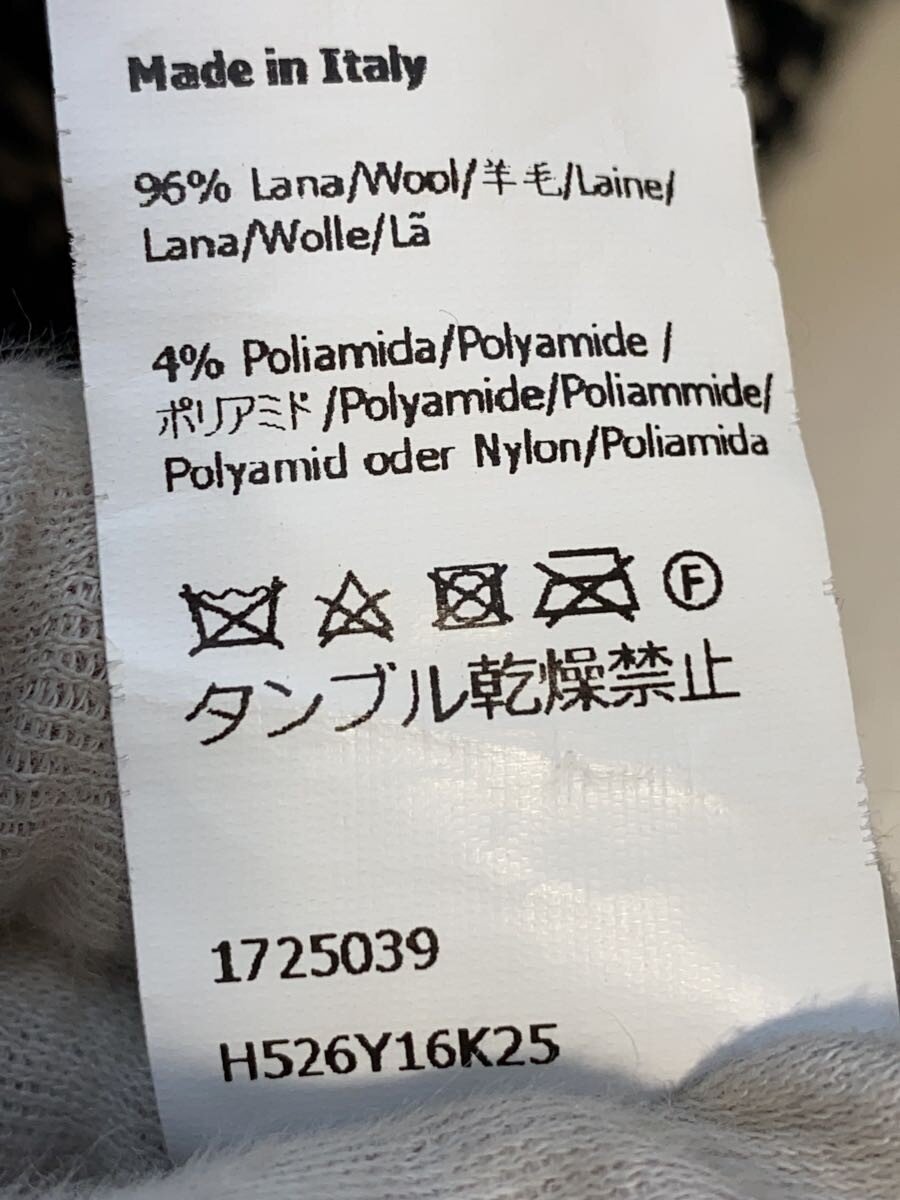 Made in Italy
96% Lana/Wool/羊毛/Laine/
Lana/Wolle/Lã
4% Poliamida/Polyamide /
ポリアミド/Polyamide/Poliammide/
Polyamid oder Nylon/Poliamida
F
タンブル乾燥禁止
1725039
H526Y16K25